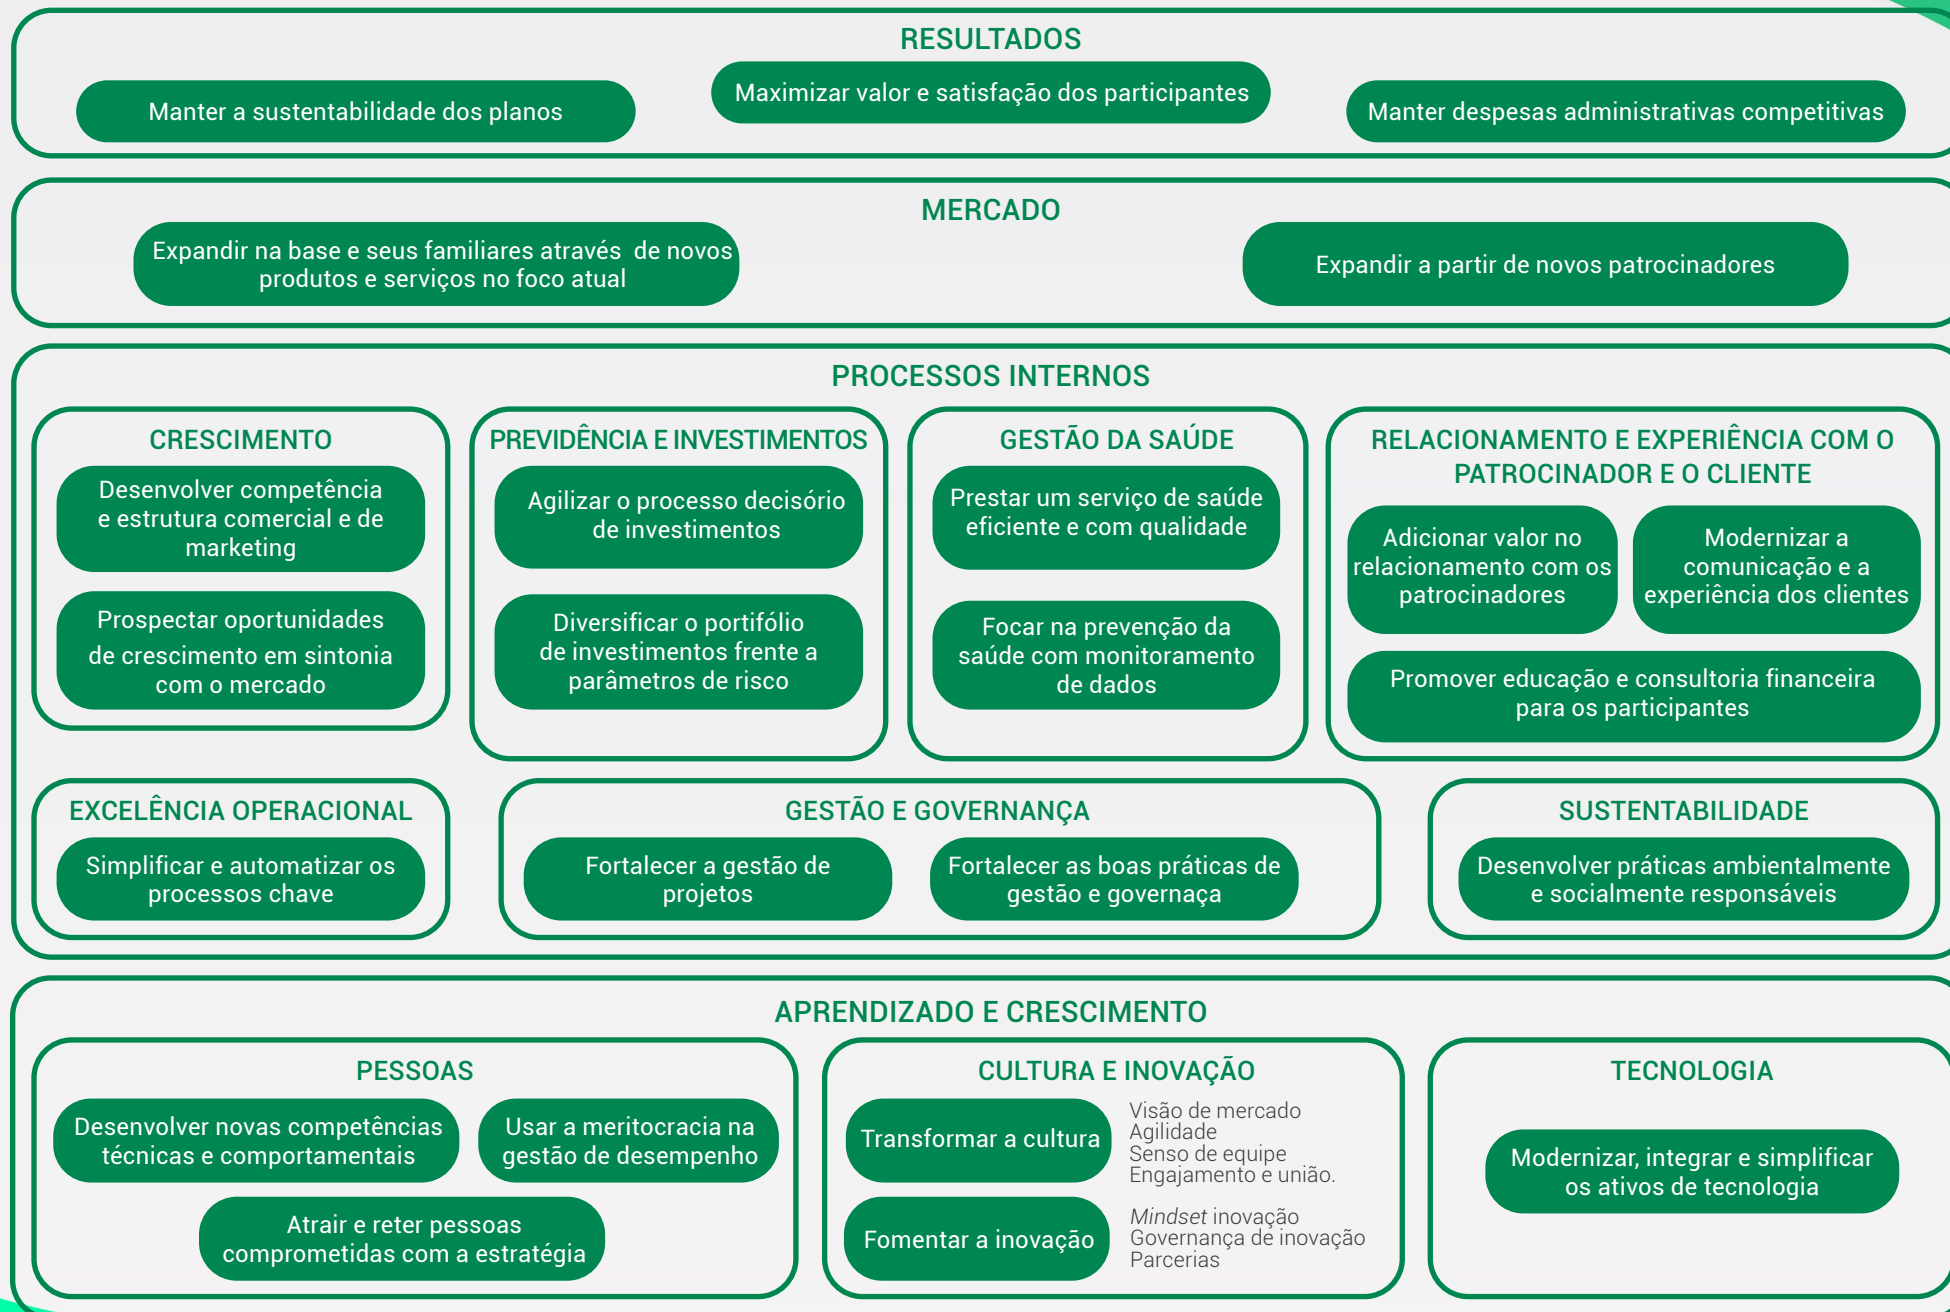 RESULTADOS
Manter a sustentabilidade dos planos
Maximizar valor e satisfação dos participantes
Manter despesas administrativas competitivas
MERCADO
Expandir na base e seus familiares através  de novos
produtos e serviços no foco atual
Expandir a partir de novos patrocinadores
PROCESSOS INTERNOS
CRESCIMENTO
Desenvolver competência
e estrutura comercial e de
marketing
Prospectar oportunidades
de crescimento em sintonia
com o mercado
PREVIDÊNCIA E INVESTIMENTOS
Agilizar o processo decisório
de investimentos
Diversificar o portifólio
de investimentos frente a
parâmetros de risco
GESTÃO DA SAÚDE
Prestar um serviço de saúde
eficiente e com qualidade
Focar na prevenção da
saúde com monitoramento
de dados
RELACIONAMENTO E EXPERIÊNCIA COM O
PATROCINADOR E O CLIENTE
Adicionar valor no
relacionamento com os
patrocinadores
Modernizar a
comunicação e a
experiência dos clientes
Promover educação e consultoria financeira
para os participantes
EXCELÊNCIA OPERACIONAL
Simplificar e automatizar os
processos chave
GESTÃO E GOVERNANÇA
Fortalecer a gestão de
projetos
Fortalecer as boas práticas de
gestão e governaça
SUSTENTABILIDADE
Desenvolver práticas ambientalmente
e socialmente responsáveis
APRENDIZADO E CRESCIMENTO
PESSOAS
Desenvolver novas competências
técnicas e comportamentais
Usar a meritocracia na
gestão de desempenho
Atrair e reter pessoas
comprometidas com a estratégia
CULTURA E INOVAÇÃO
Transformar a cultura
Visão de mercado
Agilidade
Senso de equipe
Engajamento e união.
Fomentar a inovação
Mindset inovação
Governança de inovação
Parcerias
TECNOLOGIA
Modernizar, integrar e simplificar
os ativos de tecnologia